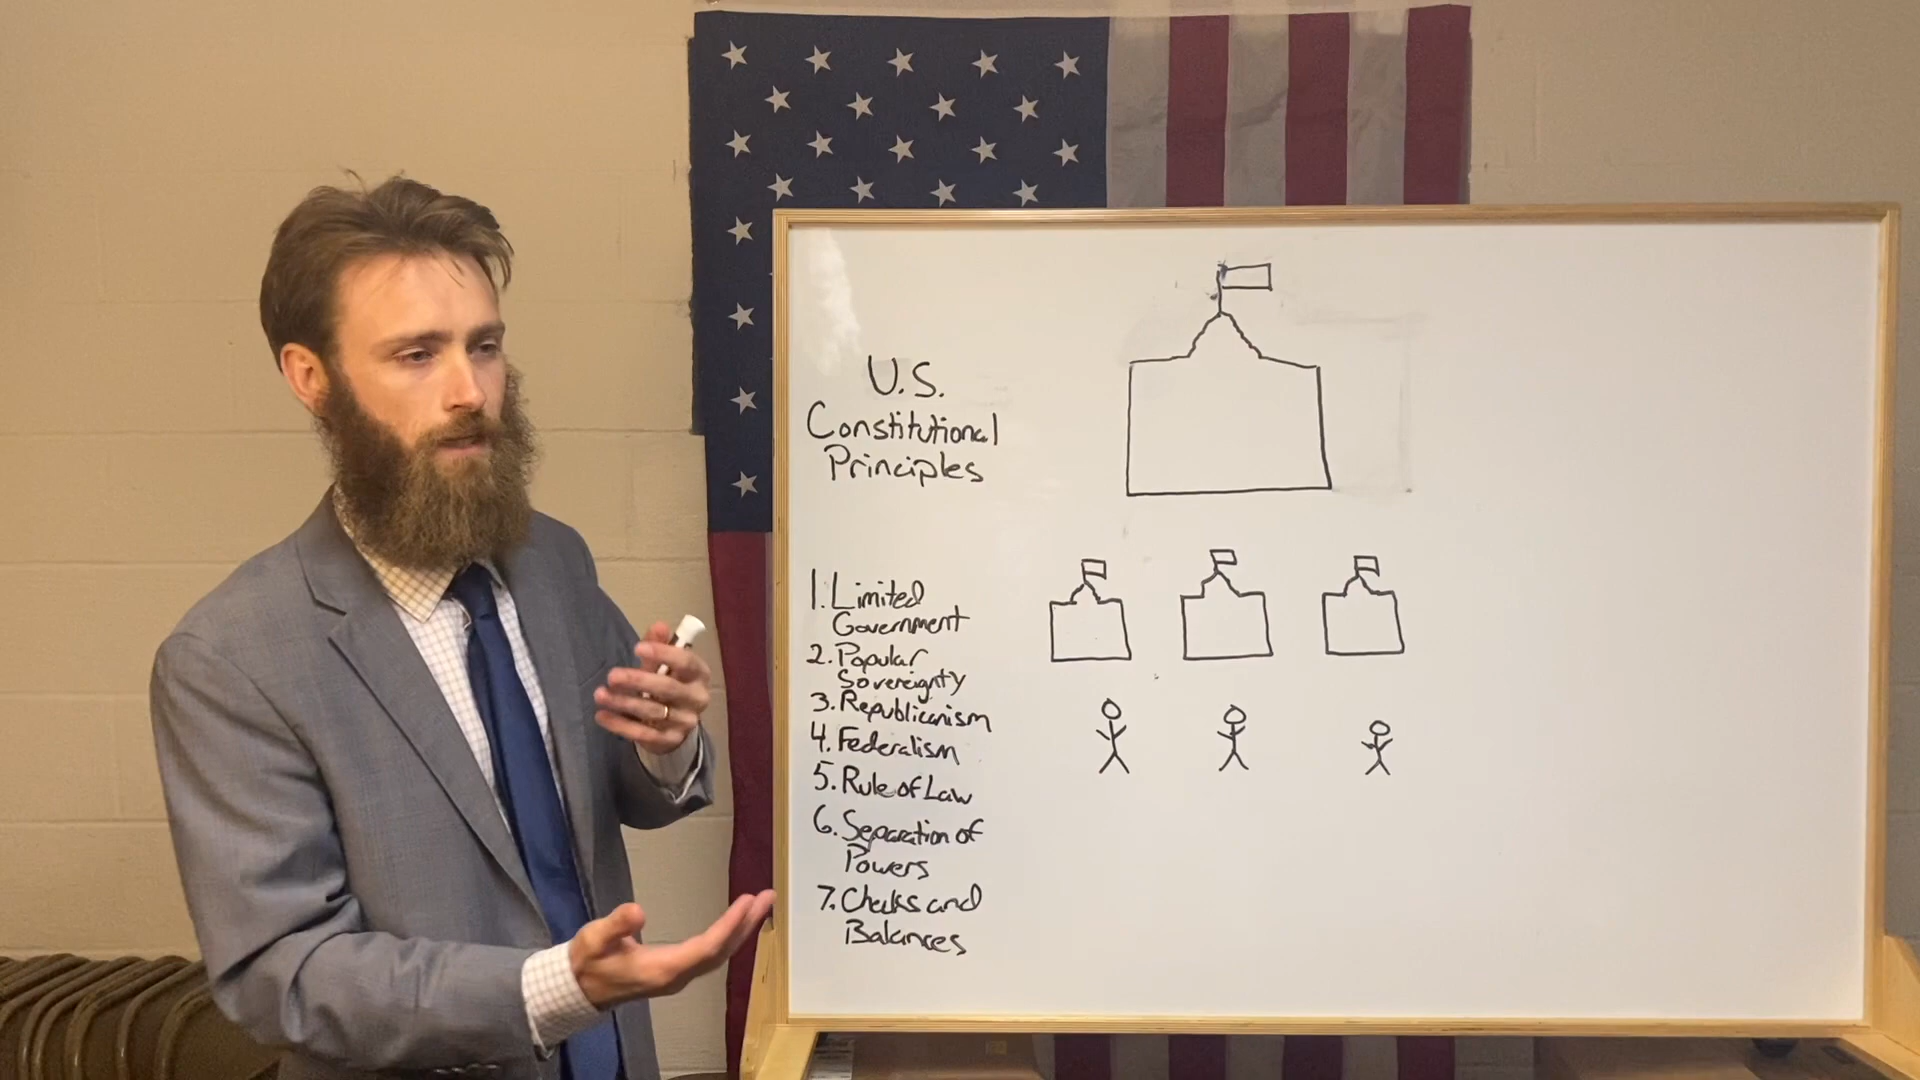 U.S.
Constitutional
Principles
1. Limited
Government
2. Popular
Sovereignty
3. Republicanism
4. Federalism
5. Rule of Law
6. Separation of
Powers
7. Checks and
Balances